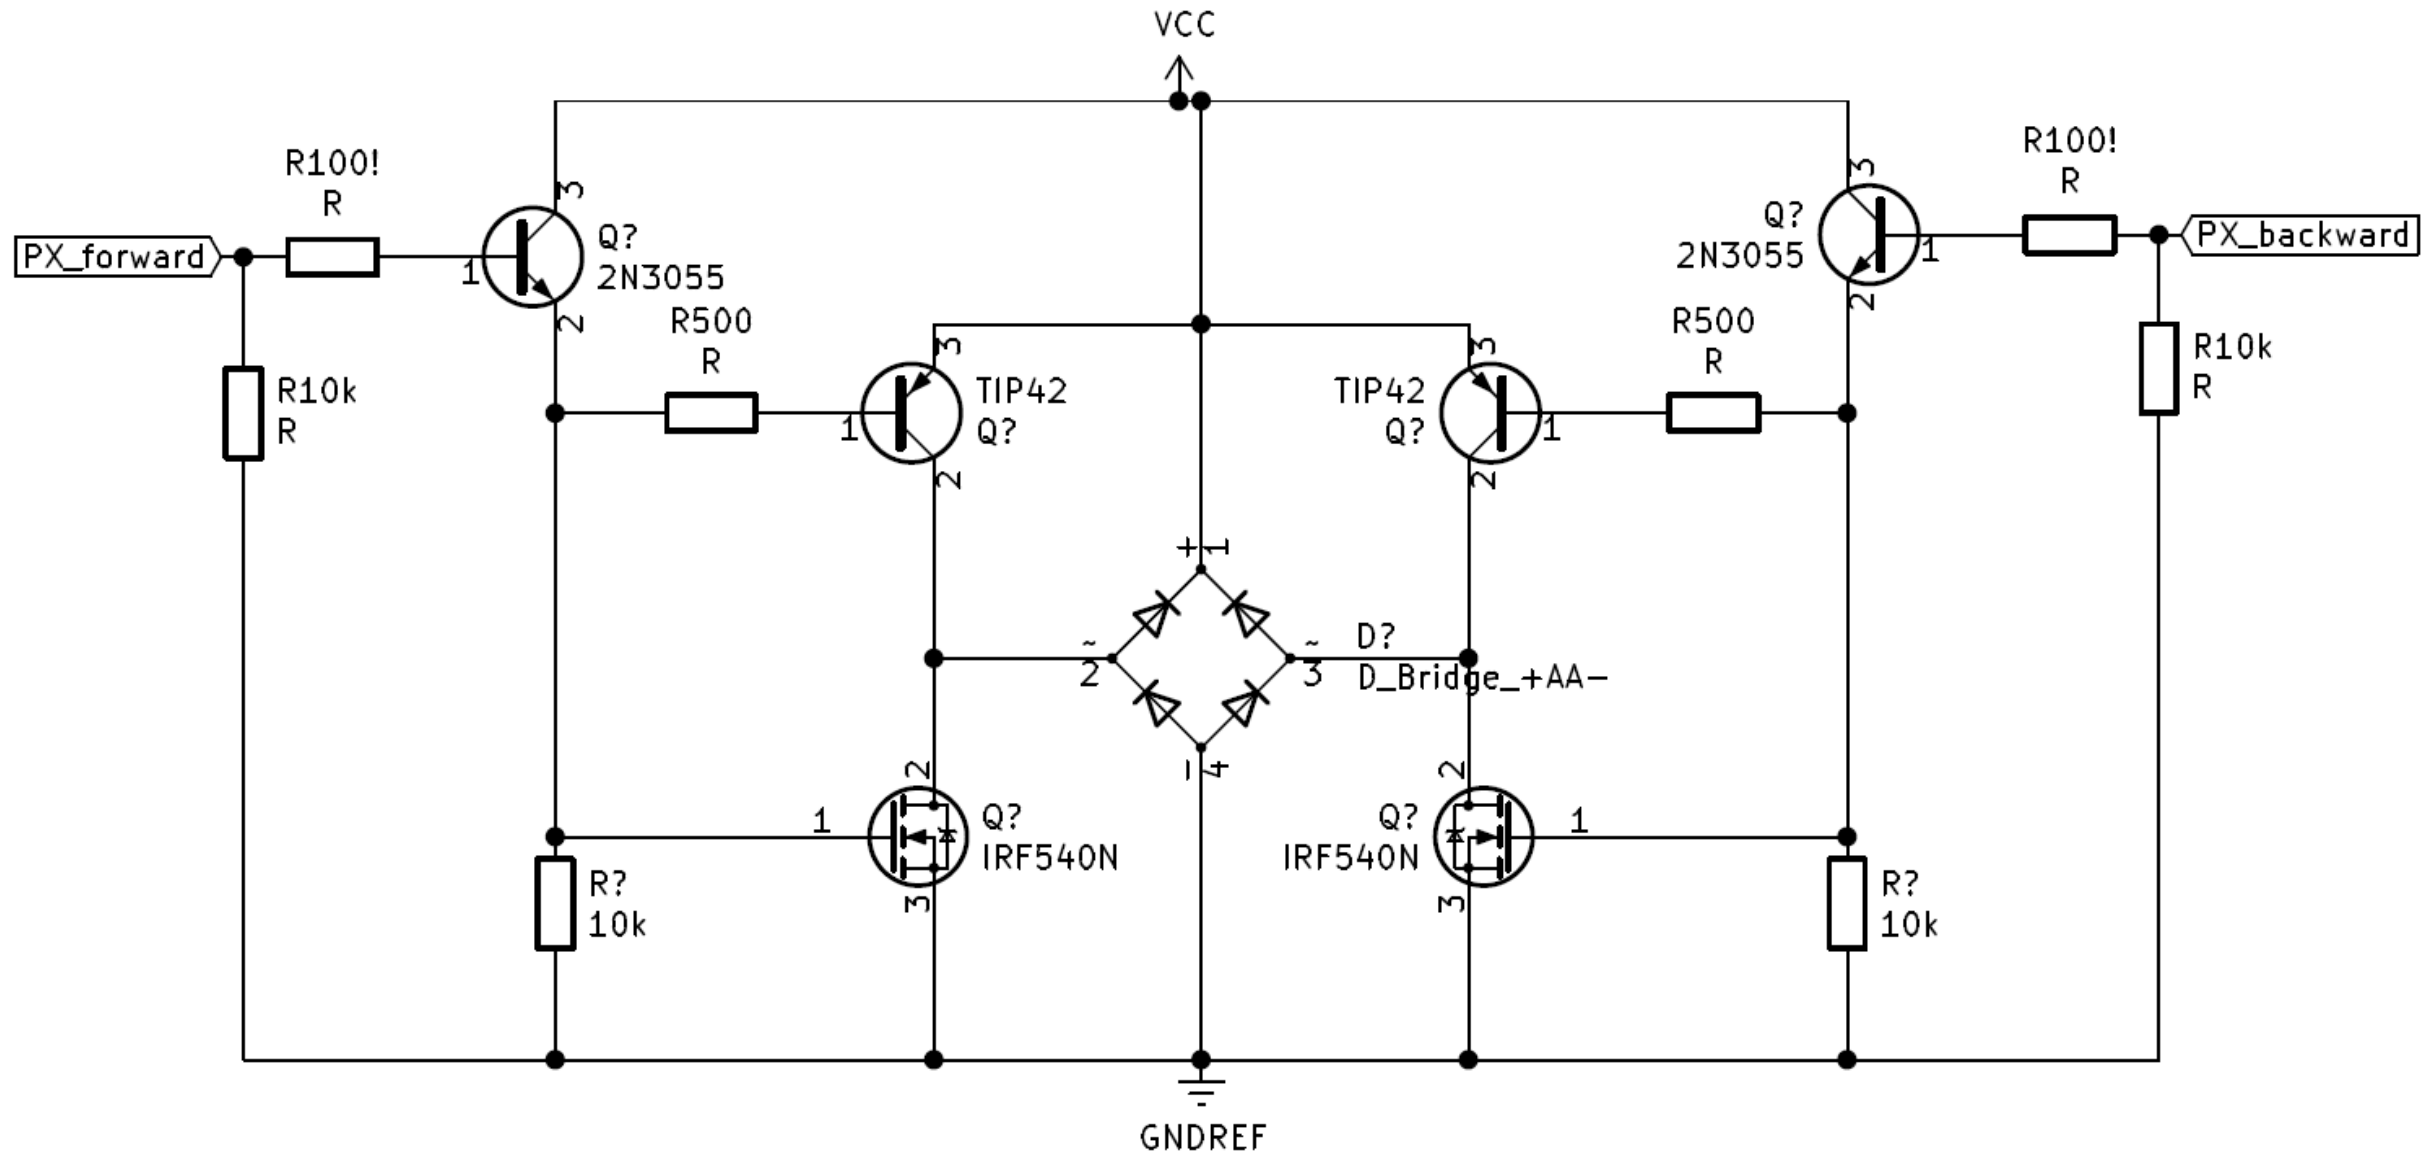 VCC
R100!
R
3
Q?
2N3055
1
2
PX_forward
R10k
R
R500
R
3
TIP42
Q?
1
2
R100!
R
3
Q?
2N3055
1
2
PX_backward
R10k
R
R500
R
3
TIP42
Q?
1
2
+
1
~
2
~
3
D?
D_Bridge_+AA-
-
4
2
1
Q?
IRF540N
3
2
1
Q?
IRF540N
3
R?
10k
R?
10k
GNDREF